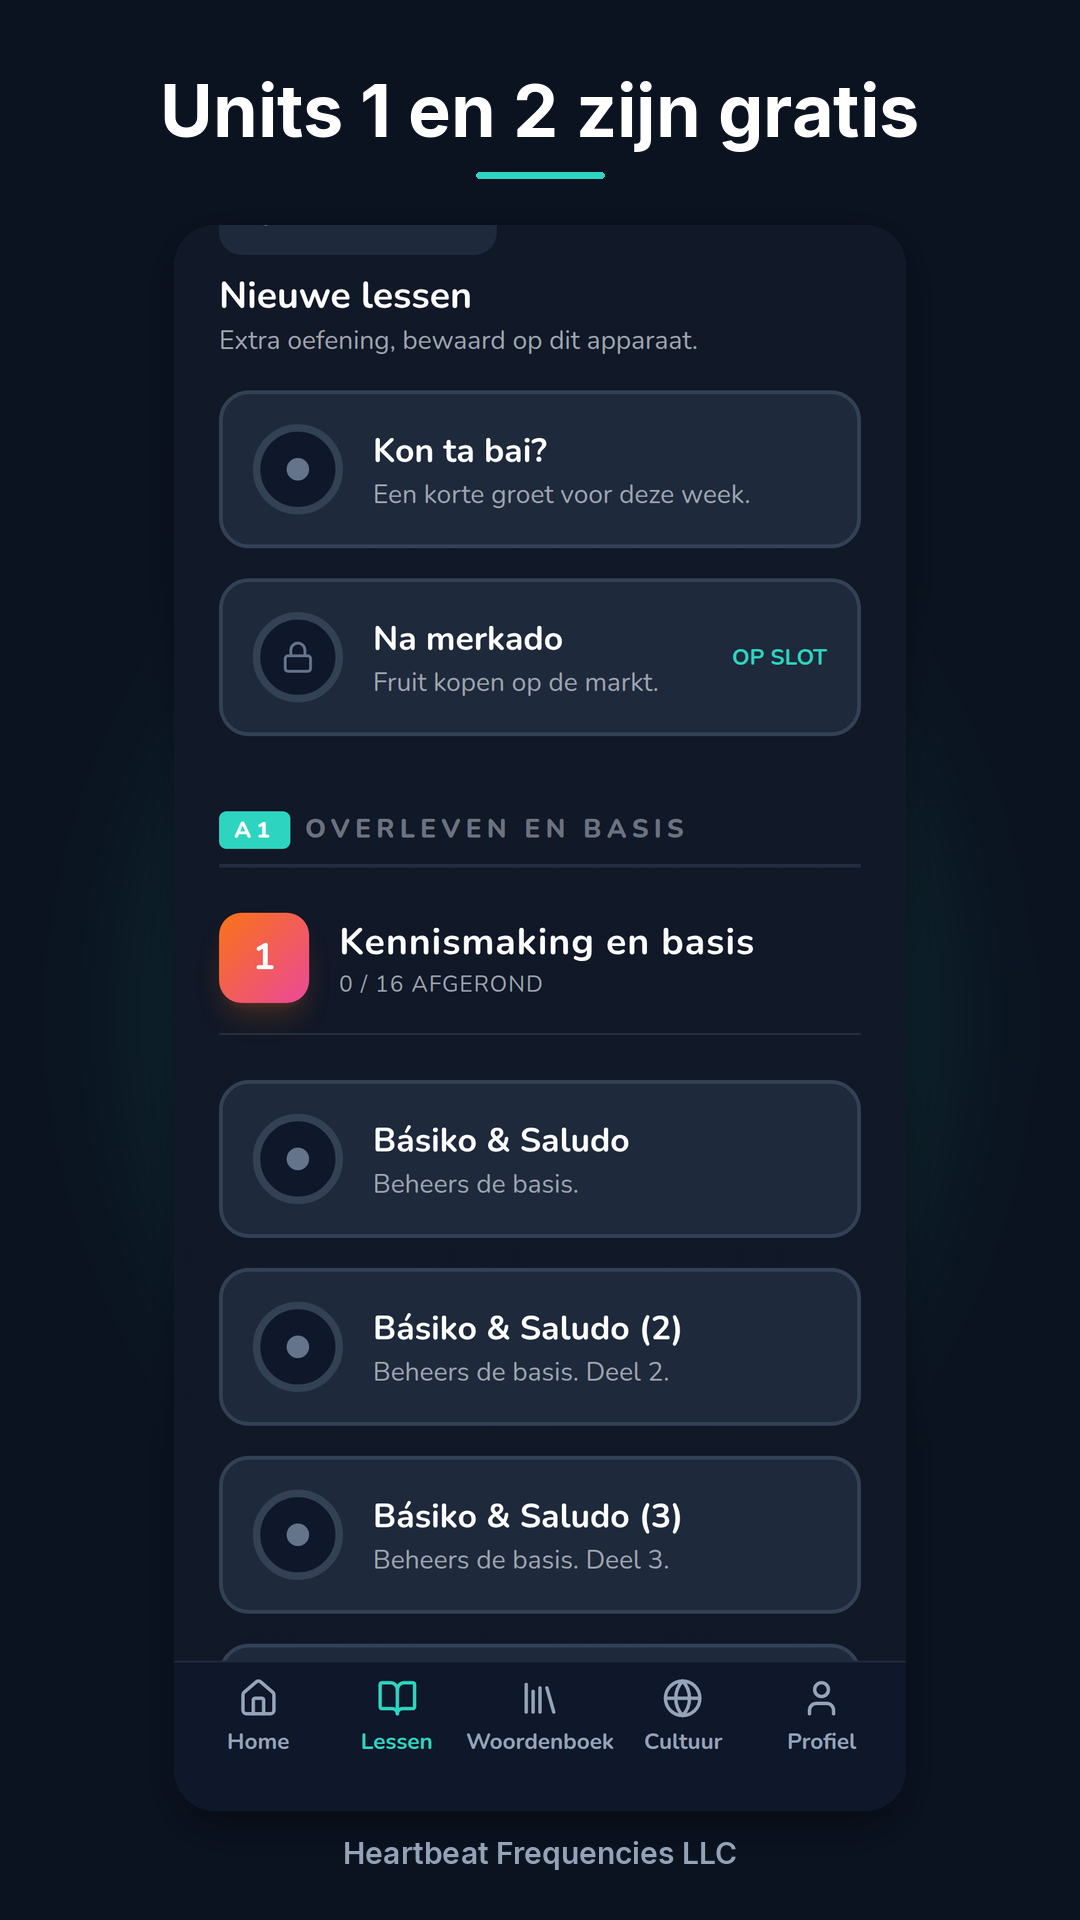 Units 1 en 2 zijn gratis
Nieuwe lessen
Extra oefening, bewaard op dit apparaat.
Kon ta bai?
Een korte groet voor deze week.
Na merkado
Fruit kopen op de markt.
OP SLOT
A1 OVERLEVEN EN BASIS
1
Kennismaking en basis
0 / 16 AFGEROND
Básiko & Saludo
Beheers de basis.
Básiko & Saludo (2)
Beheers de basis. Deel 2.
Básiko & Saludo (3)
Beheers de basis. Deel 3.
Home Lessen Woordenboek Cultuur Profiel
Heartbeat Frequencies LLC